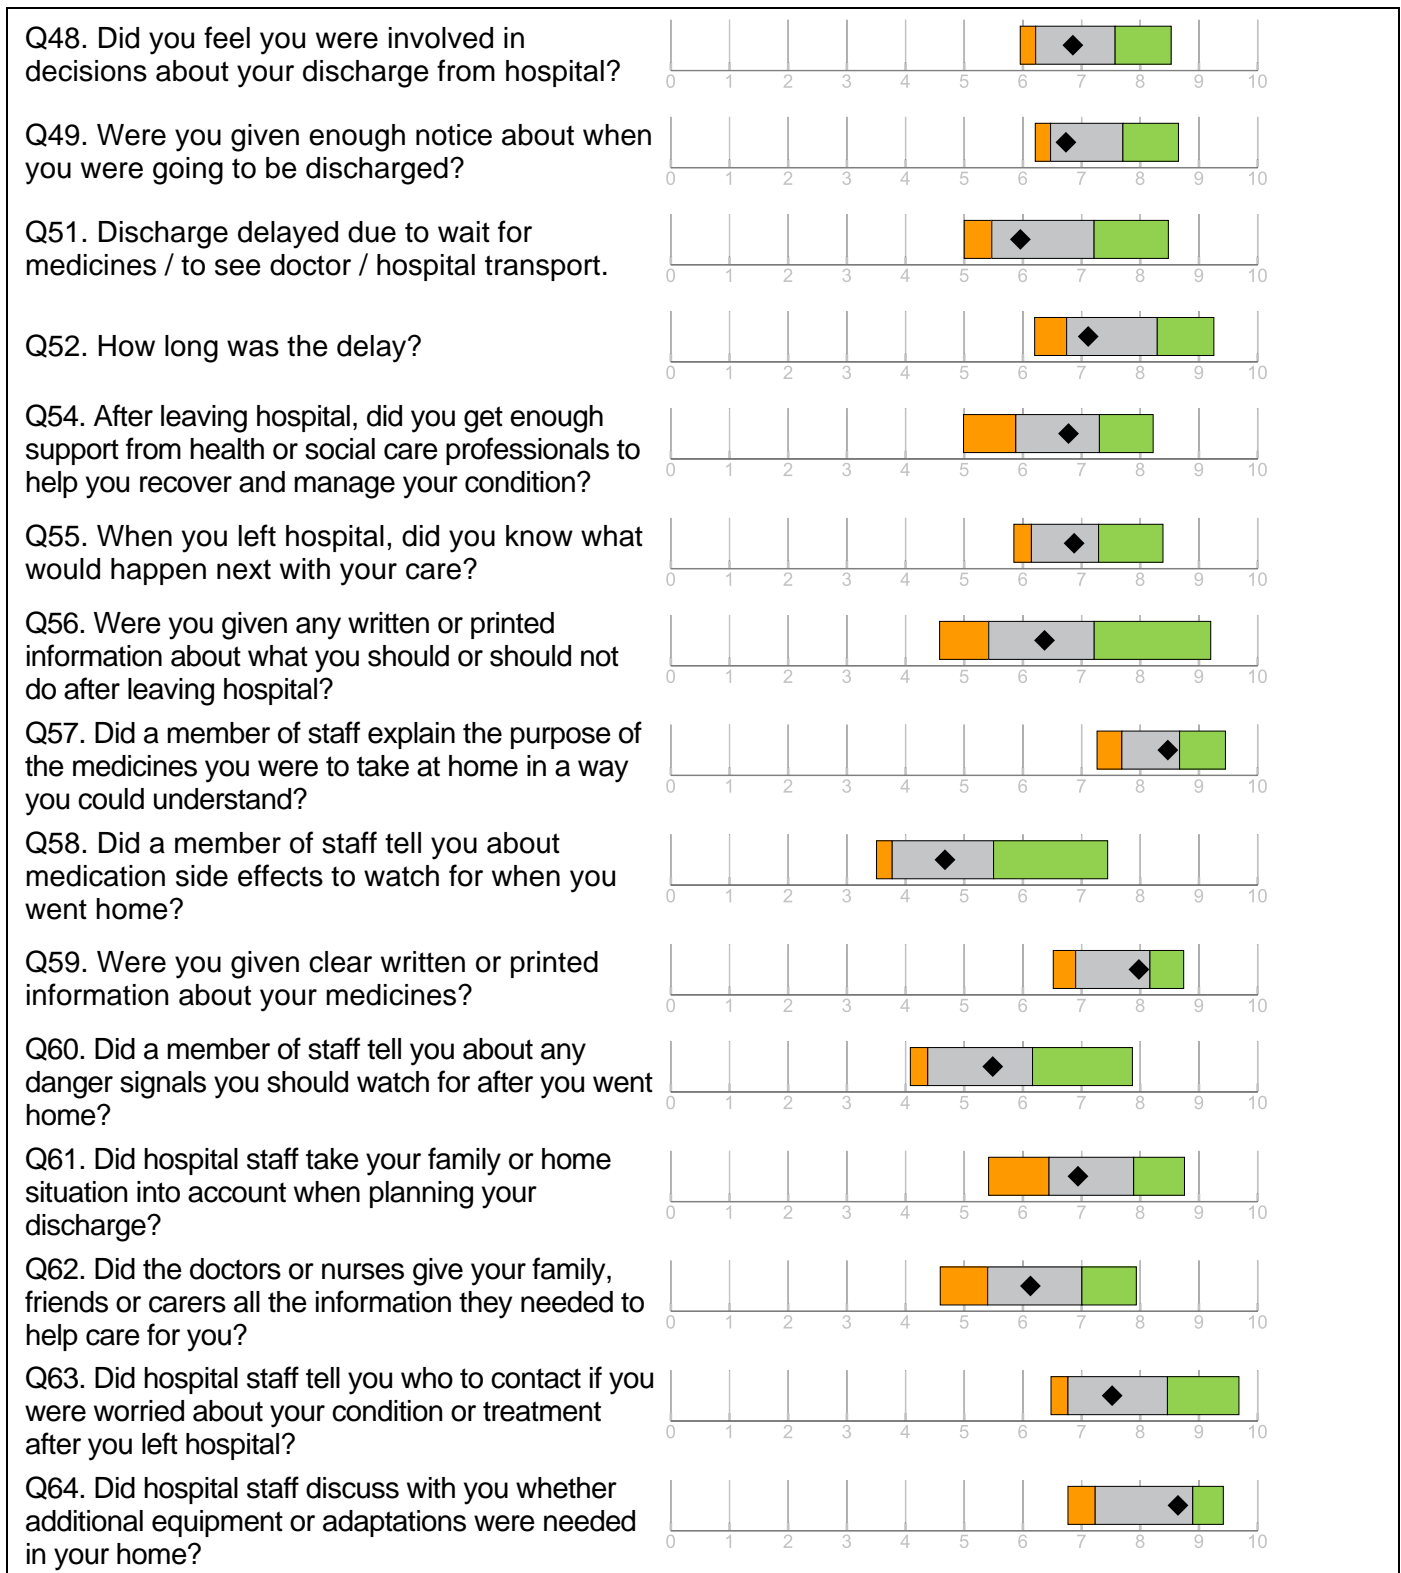 Q48. Did you feel you were involved in
decisions about your discharge from hospital?
0 1 2 3 4 5 6 7 8 9 10
Q49. Were you given enough notice about when
you were going to be discharged?
0 1 2 3 4 5 6 7 8 9 10
Q51. Discharge delayed due to wait for
medicines / to see doctor / hospital transport.
0 1 2 3 4 5 6 7 8 9 10
Q52. How long was the delay?
0 1 2 3 4 5 6 7 8 9 10
Q54. After leaving hospital, did you get enough
support from health or social care professionals to
help you recover and manage your condition?
0 1 2 3 4 5 6 7 8 9 10
Q55. When you left hospital, did you know what
would happen next with your care?
0 1 2 3 4 5 6 7 8 9 10
Q56. Were you given any written or printed
information about what you should or should not
do after leaving hospital?
0 1 2 3 4 5 6 7 8 9 10
Q57. Did a member of staff explain the purpose of
the medicines you were to take at home in a way
you could understand?
0 1 2 3 4 5 6 7 8 9 10
Q58. Did a member of staff tell you about
medication side effects to watch for when you
went home?
0 1 2 3 4 5 6 7 8 9 10
Q59. Were you given clear written or printed
information about your medicines?
0 1 2 3 4 5 6 7 8 9 10
Q60. Did a member of staff tell you about any
danger signals you should watch for after you went
home?
0 1 2 3 4 5 6 7 8 9 10
Q61. Did hospital staff take your family or home
situation into account when planning your
discharge?
0 1 2 3 4 5 6 7 8 9 10
Q62. Did the doctors or nurses give your family,
friends or carers all the information they needed to
help care for you?
0 1 2 3 4 5 6 7 8 9 10
Q63. Did hospital staff tell you who to contact if you
were worried about your condition or treatment
after you left hospital?
0 1 2 3 4 5 6 7 8 9 10
Q64. Did hospital staff discuss with you whether
additional equipment or adaptations were needed
in your home?
0 1 2 3 4 5 6 7 8 9 10